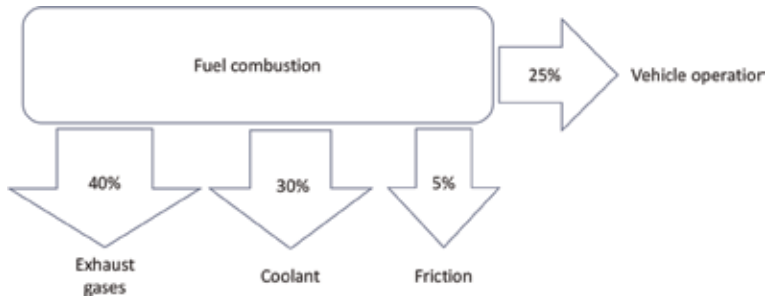 Fuel combustion
25%
Vehicle operation
40%
30%
5%
Exhaust
gases
Coolant
Friction